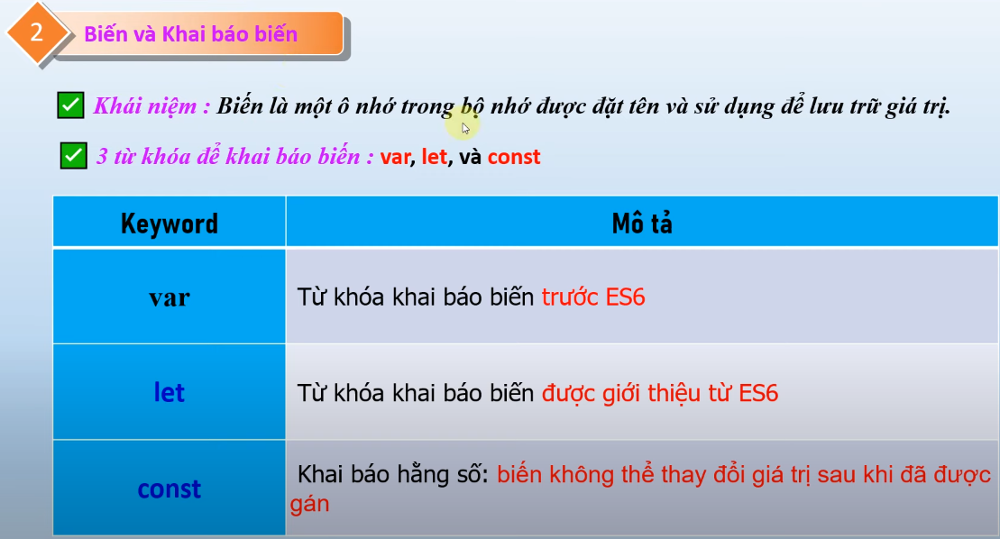 2
Biến và Khai báo biến
Khái niệm : Biến là một ô nhớ trong bộ nhớ được đặt tên và sử dụng để lưu trữ giá trị.
3 từ khóa để khai báo biến : var, let, và const
Keyword
Mô tả
var
Từ khóa khai báo biến trước ES6
let
Từ khóa khai báo biến được giới thiệu từ ES6
const
Khai báo hằng số: biến không thể thay đổi giá trị sau khi đã được
gán